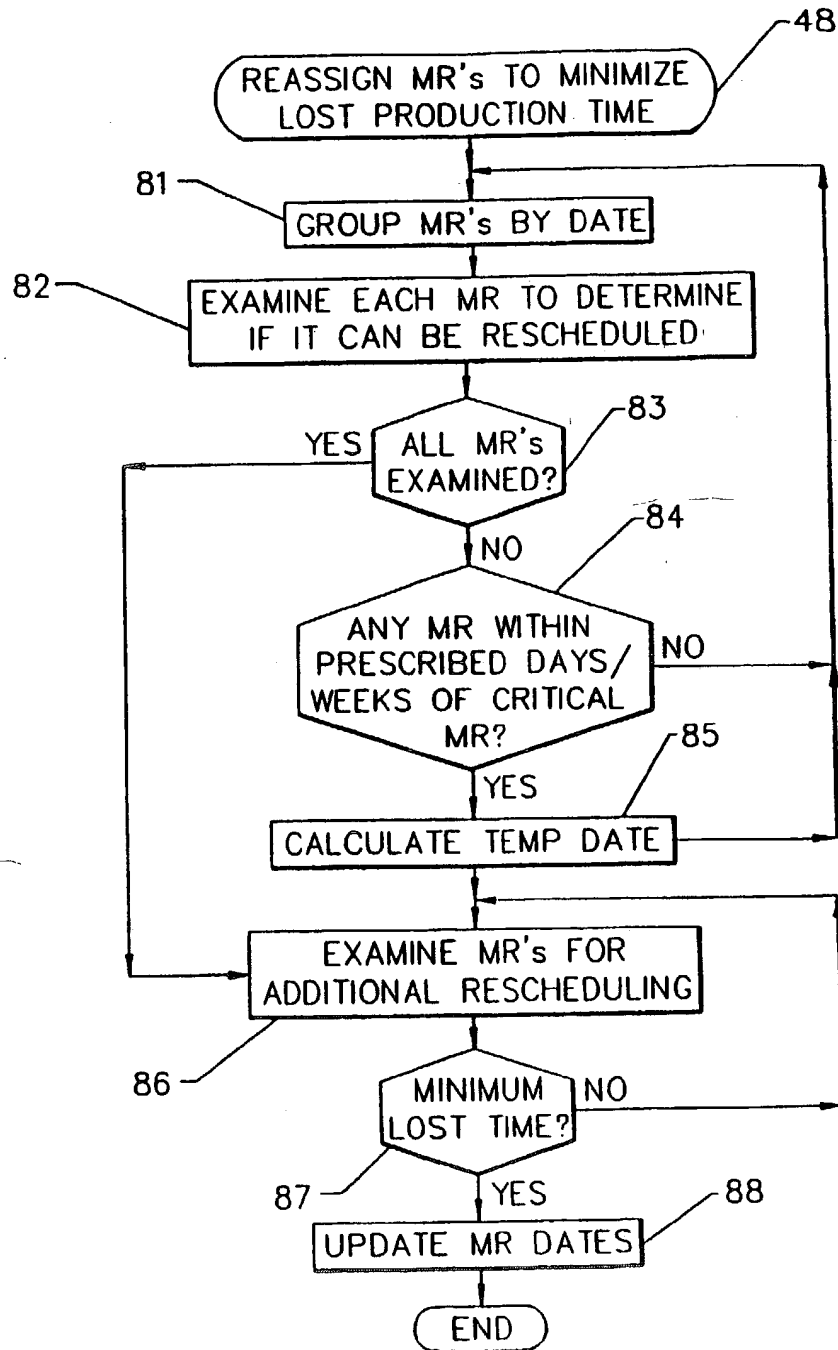 48
REASSIGN MR's TO MINIMIZE
LOST PRODUCTION TIME
81
GROUP MR's BY DATE
82
EXAMINE EACH MR TO DETERMINE
IF IT CAN BE RESCHEDULED
83
YES
ALL MR's
EXAMINED?
NO
84
ANY MR WITHIN
PRESCRIBED DAYS/
WEEKS OF CRITICAL
MR?
NO
85
YES
CALCULATE TEMP DATE
EXAMINE MR's FOR
ADDITIONAL RESCHEDULING
86
MINIMUM
LOST TIME?
NO
87
YES
88
UPDATE MR DATES
END